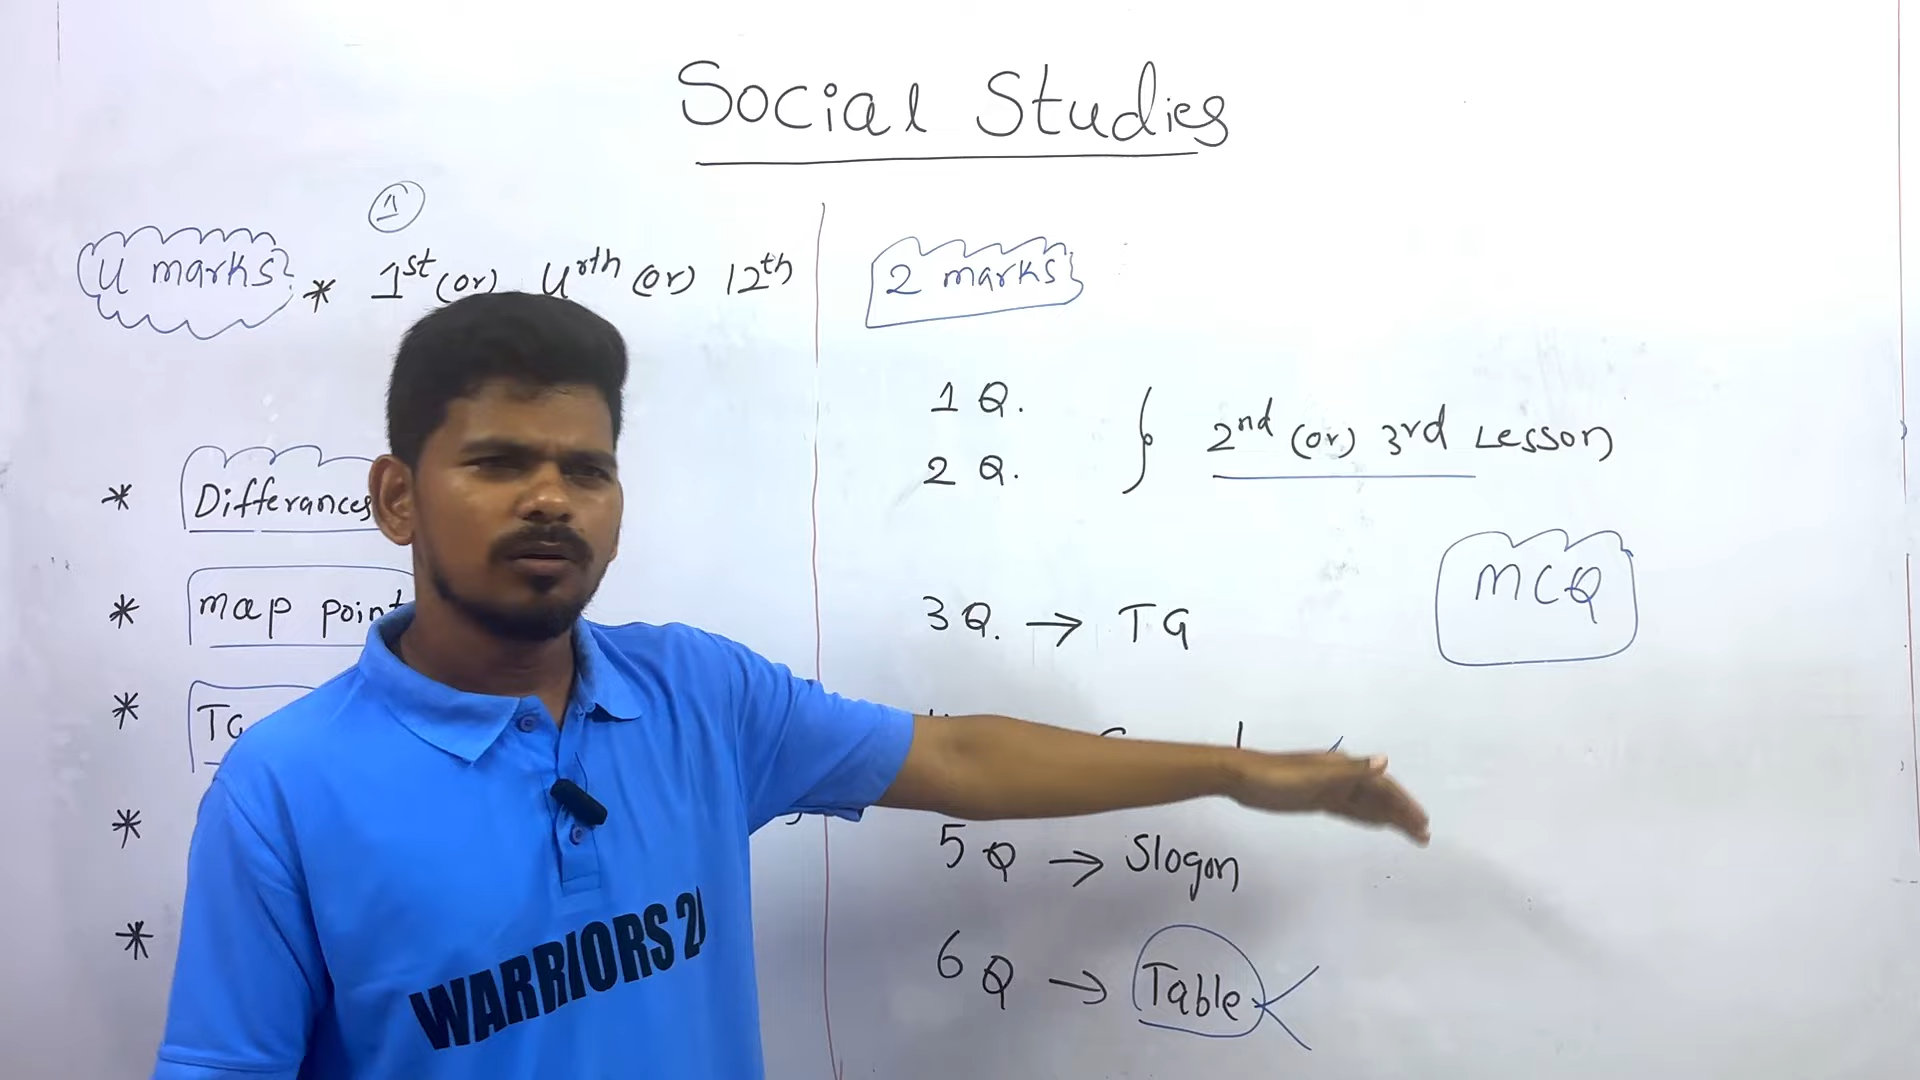 Social Studies
1
4 marks * 1st (or) 4rth (or) 12th
* Differances
* map point
* TG
*
*
2 marks
1 Q.
2 Q.
2nd (or) 3rd Lesson
MCQ
3 Q. → TG
5 Q → Slogon
6 Q → Table
WARRIORS 2